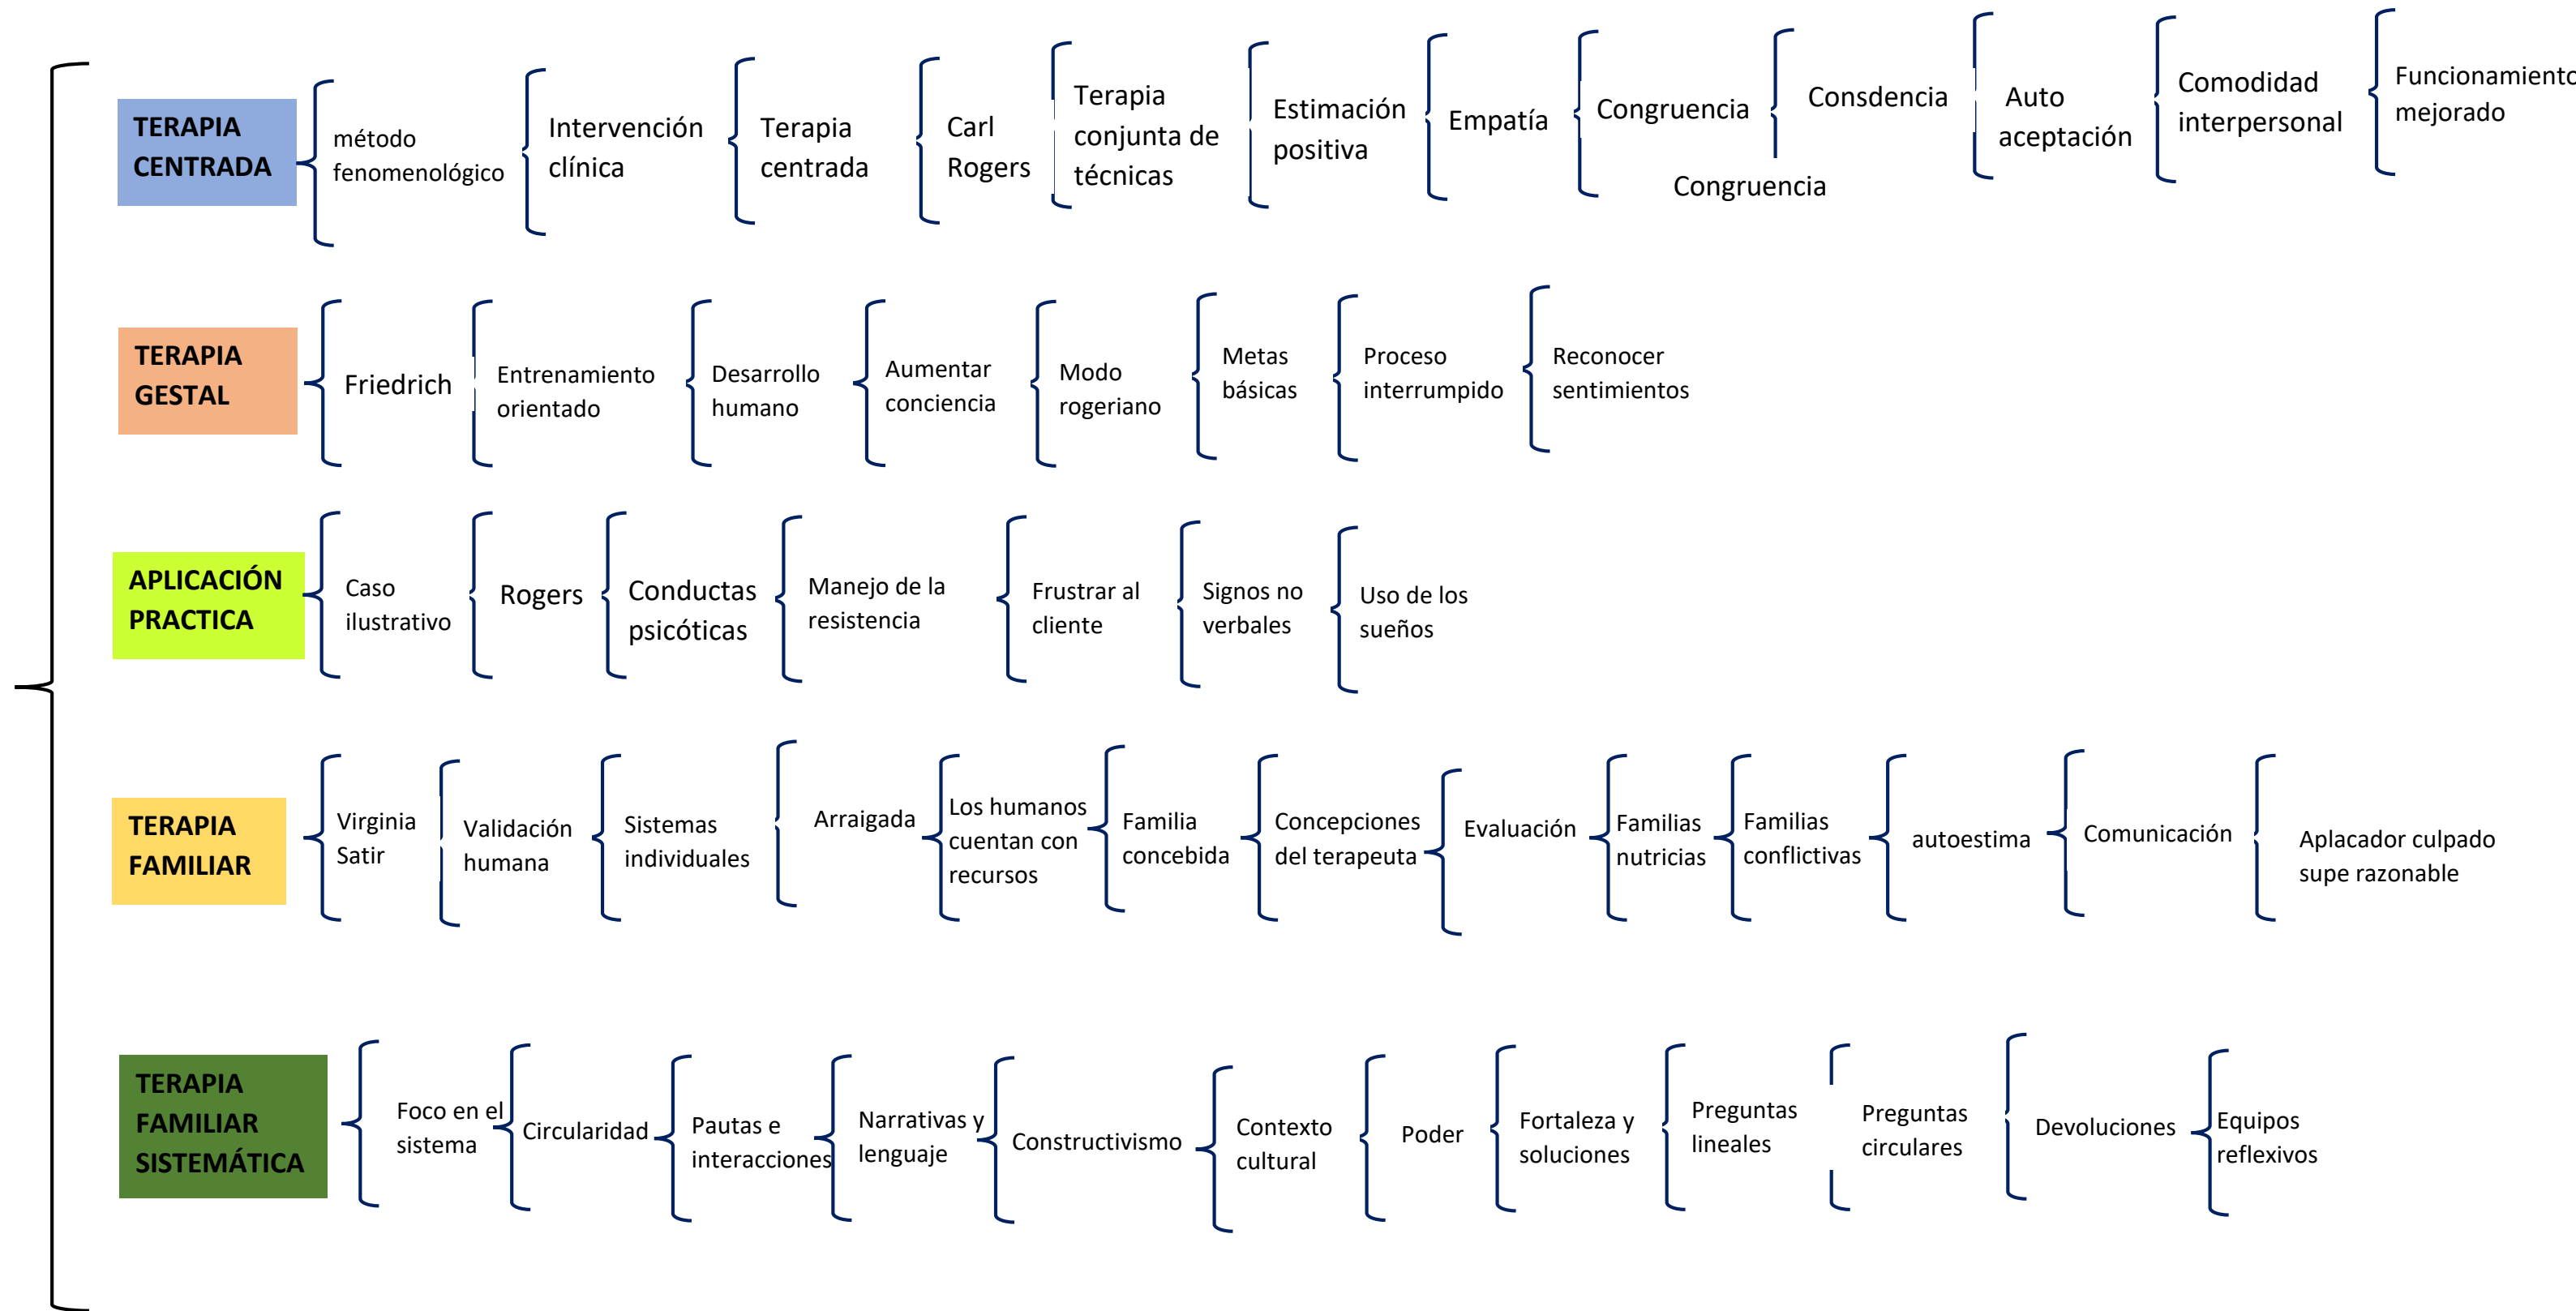 TERAPIA
CENTRADA
método
fenomenológico
Intervención
clínica
Terapia
centrada
Carl
Rogers
Terapia
conjunta de
técnicas
Estimación
positiva
Empatía
Congruencia
Congruencia
Consdencia
Auto
aceptación
Comodidad
interpersonal
Funcionamiento
mejorado
TERAPIA
GESTAL
Friedrich
Entrenamiento
orientado
Desarrollo
humano
Aumentar
conciencia
Modo
rogeriano
Metas
básicas
Proceso
interrumpido
Reconocer
sentimientos
APLICACIÓN
PRACTICA
Caso
ilustrativo
Rogers
Conductas
psicóticas
Manejo de la
resistencia
Frustrar al
cliente
Signos no
verbales
Uso de los
sueños
TERAPIA
FAMILIAR
Virginia
Satir
Validación
humana
Sistemas
individuales
Arraigada
Los humanos
cuentan con
recursos
Familia
concebida
Concepciones
del terapeuta
Evaluación
Familias
nutricias
Familias
conflictivas
autoestima
Comunicación
Aplacador culpado
supe razonable
TERAPIA
FAMILIAR
SISTEMÁTICA
Foco en el
sistema
Circularidad
Pautas e
interacciones
Narrativas y
lenguaje
Constructivismo
Contexto
cultural
Poder
Fortaleza y
soluciones
Preguntas
lineales
Preguntas
circulares
Devoluciones
Equipos
reflexivos